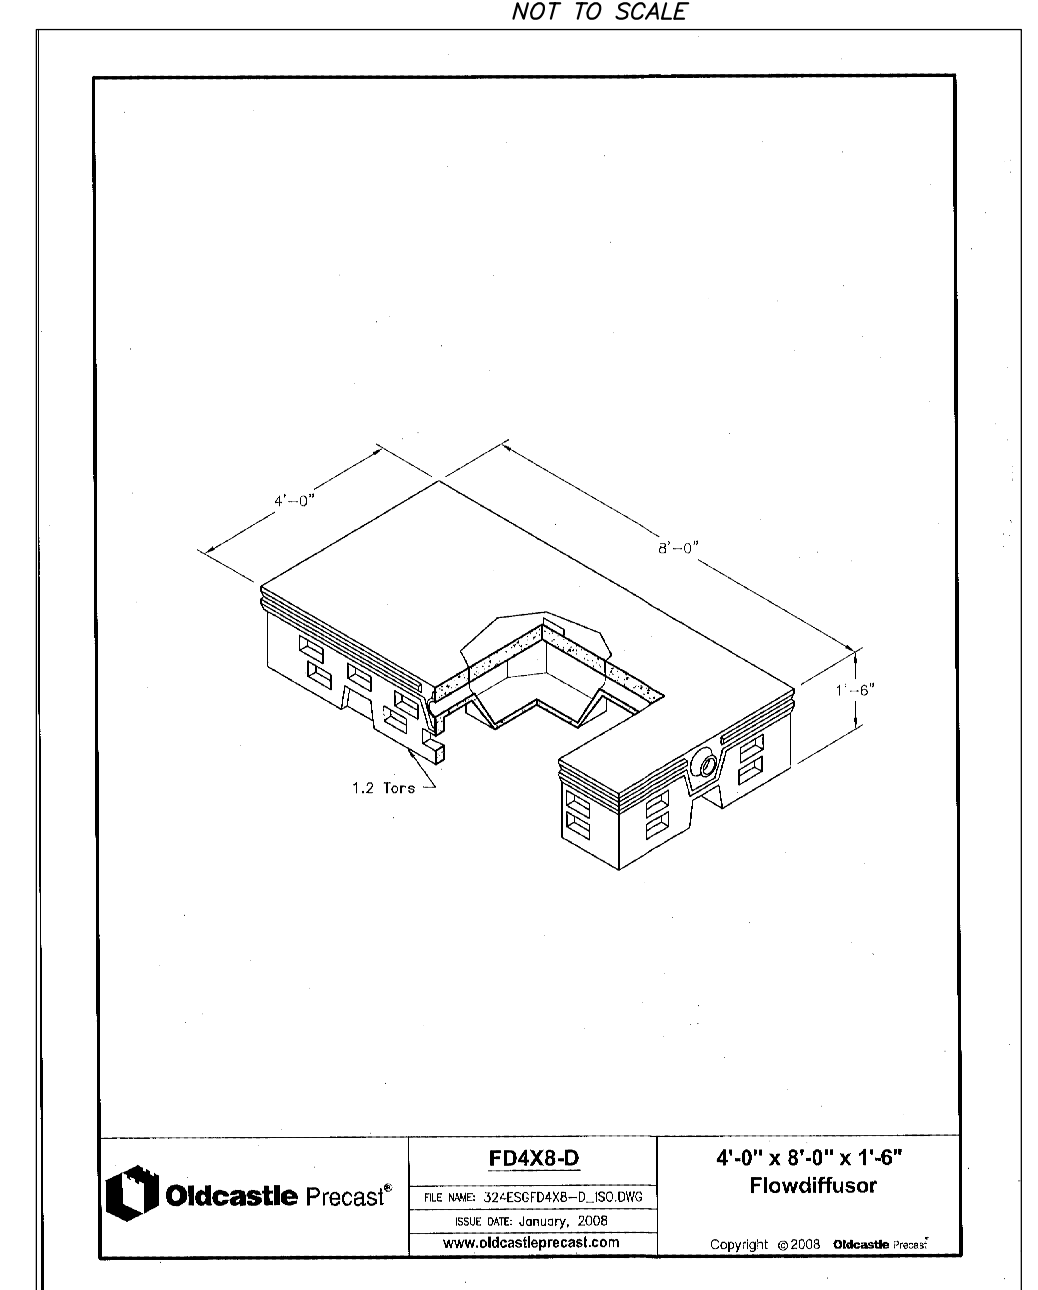 NOT TO SCALE
4'-0"
8'-0"
1'-6"
1.2 Tons
Oldcastle Precast®
FD4X8-D
FILE NAME: 324ESGFD4X8-D_ISO.DWG
ISSUE DATE: January, 2008
www.oldcastleprecast.com
4'-0" x 8'-0" x 1'-6"
Flowdiffusor
Copyright ©2008 Oldcastle Precast